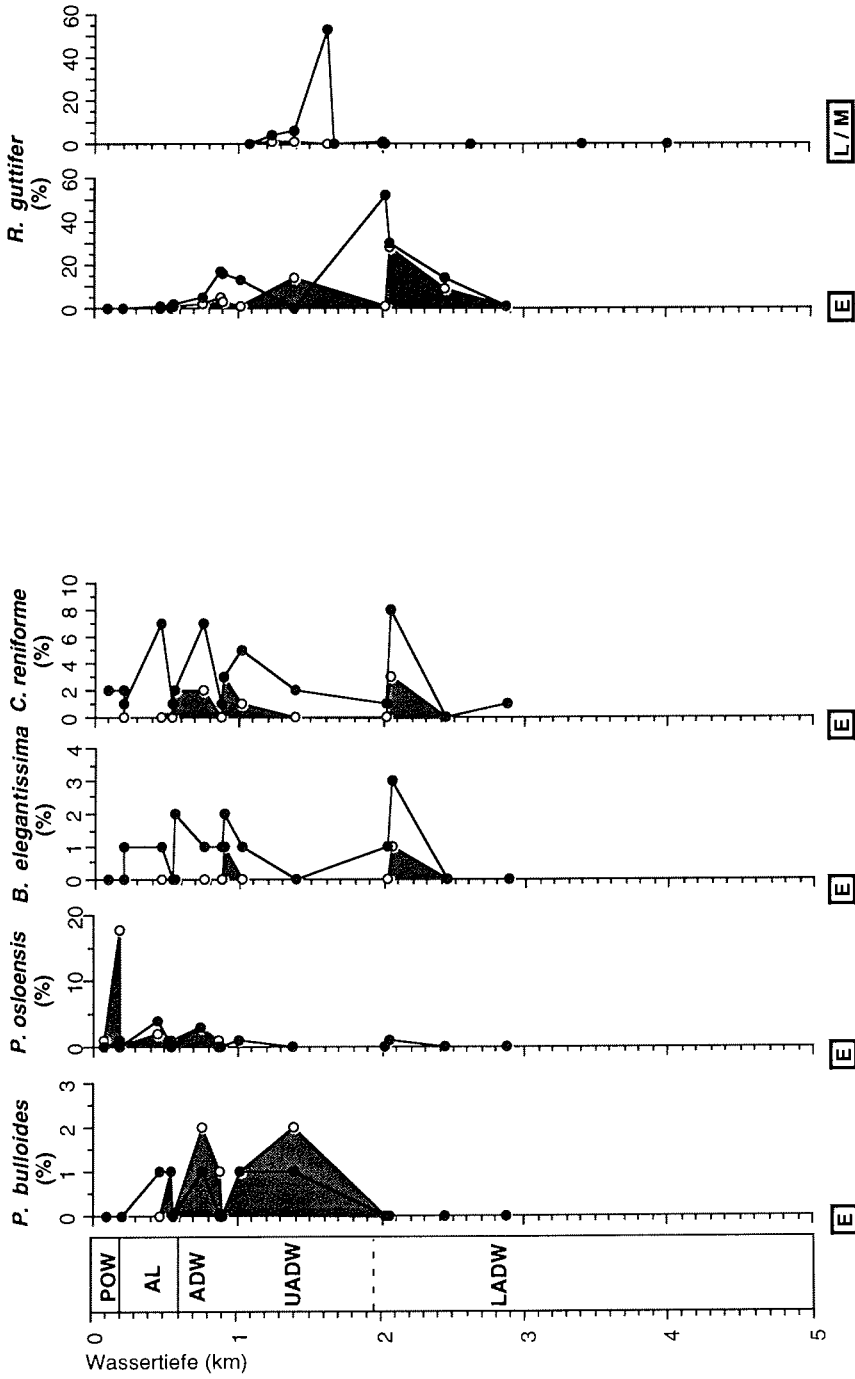 Wassertiefe (km)
0
1
2
3
4
5
POW
AL
ADW
UADW
LADW
P. bulloides
(%)
0
1
2
3
E
P. osloensis
(%)
0
10
20
E
B. elegantissima
(%)
0
1
2
3
4
E
C. reniforme
(%)
0
2
4
6
8
10
E
R. guttifer
(%)
0
20
40
60
E
0
20
40
60
L / M